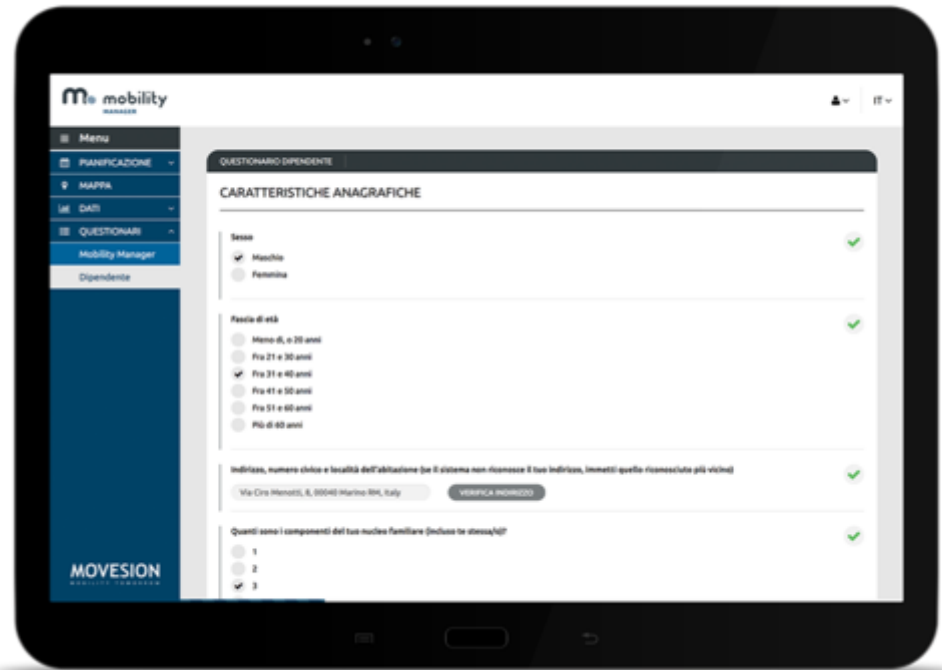 mobility
MANAGER
IT
Menu
PIANIFICAZIONE
MAPPA
DATI
QUESTIONARI
Mobility Manager
Dipendente
MOVESION
MOBILITY TOMORROW
QUESTIONARIO DIPENDENTE
CARATTERISTICHE ANAGRAFICHE
Sesso
Maschio
Femmina
Fascia di età
Meno di, o 20 anni
Fra 21 e 30 anni
Fra 31 e 40 anni
Fra 41 e 50 anni
Fra 51 e 60 anni
Più di 60 anni
Indirizzo, numero civico e località dell'abitazione (se il sistema non riconosce il tuo indirizzo, immetti quello riconosciuto più vicino)
Via Ciro Menotti, 8, 00040 Marino RM, Italy
VERIFICA INDIRIZZO
Quanti sono i componenti del tuo nucleo familiare (incluso te stessa/o)?
1
2
3